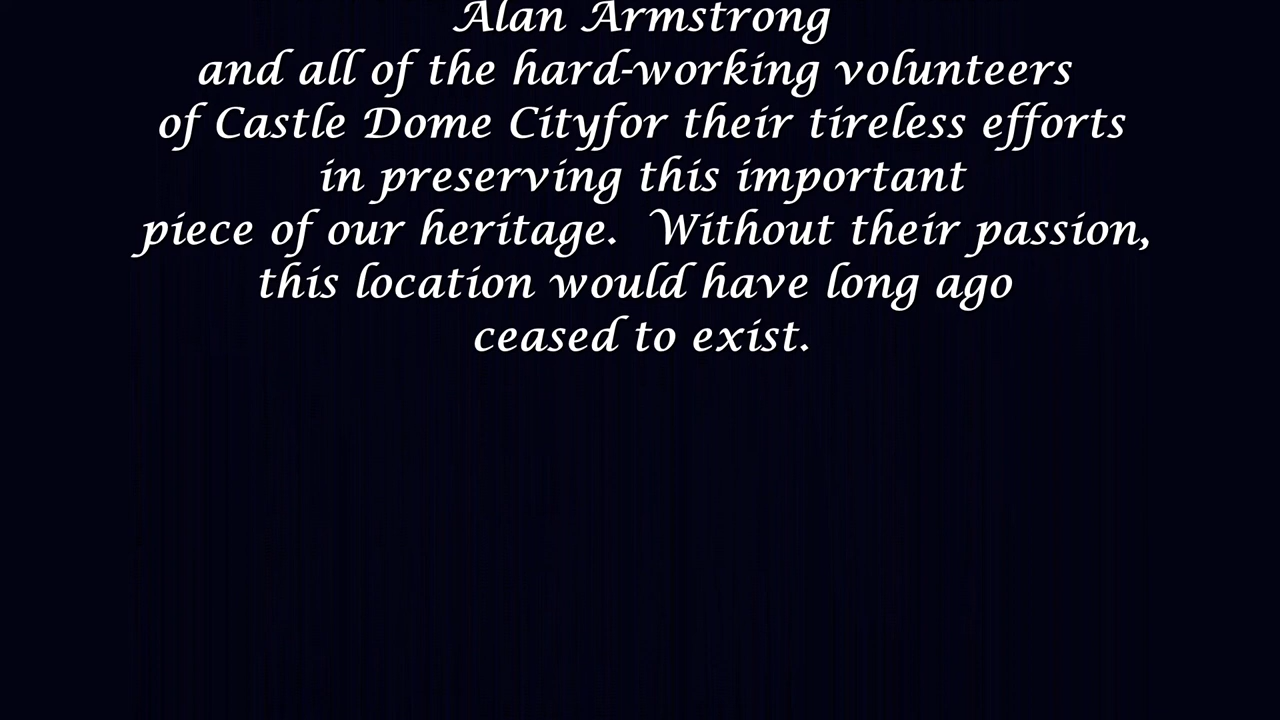 Alan Armstrong
and all of the hard-working volunteers
of Castle Dome Cityfor their tireless efforts
in preserving this important
piece of our heritage.  Without their passion,
this location would have long ago
ceased to exist.